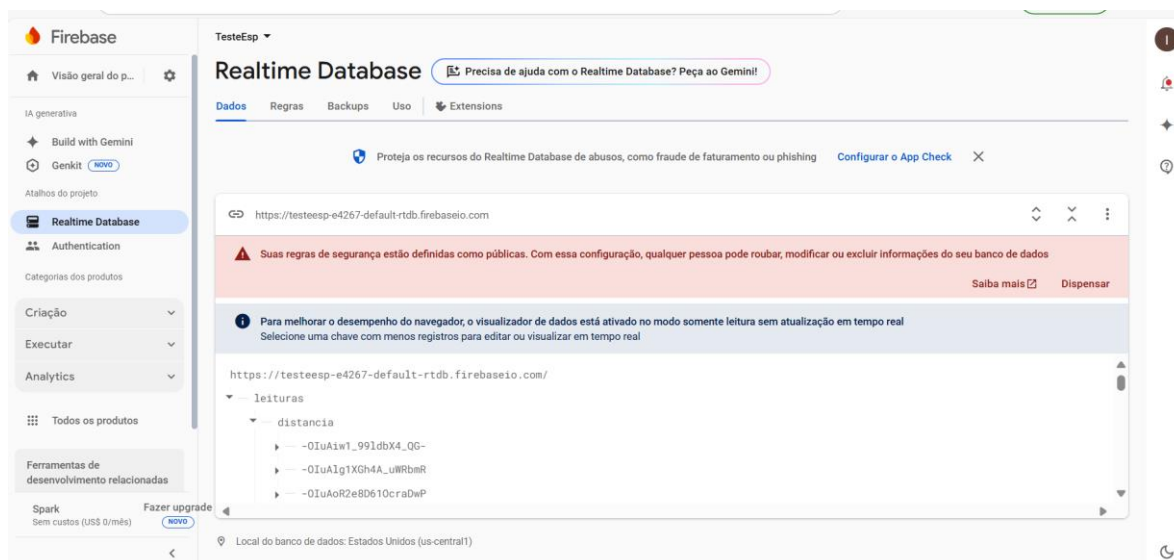 Firebase
Visão geral do p...
IA generativa
Build with Gemini
Genkit NOVO
Atalhos do projeto
Realtime Database
Authentication
Categorias dos produtos
Criação
Executar
Analytics
Todos os produtos
Ferramentas de
desenvolvimento relacionadas
Spark
Sem custos (US$ 0/mês)
Fazer upgrade
NOVO
TesteEsp
Realtime Database
Precisa de ajuda com o Realtime Database? Peça ao Gemini!
Dados Regras Backups Uso Extensions
Proteja os recursos do Realtime Database de abusos, como fraude de faturamento ou phishing Configurar o App Check
https://testeesp-e4267-default-rtdb.firebaseio.com
Suas regras de segurança estão definidas como públicas. Com essa configuração, qualquer pessoa pode roubar, modificar ou excluir informações do seu banco de dados
Saiba mais Dispensar
Para melhorar o desempenho do navegador, o visualizador de dados está ativado no modo somente leitura sem atualização em tempo real
Selecione uma chave com menos registros para editar ou visualizar em tempo real
https://testeesp-e4267-default-rtdb.firebaseio.com/
leituras
distancia
-OIuAiw1_99ldbX4_QG-
-OIuAlg1XGh4A_uWRbmR
-OIuAoR2e8D61OcraDwP
Local do banco de dados: Estados Unidos (us-central1)
I